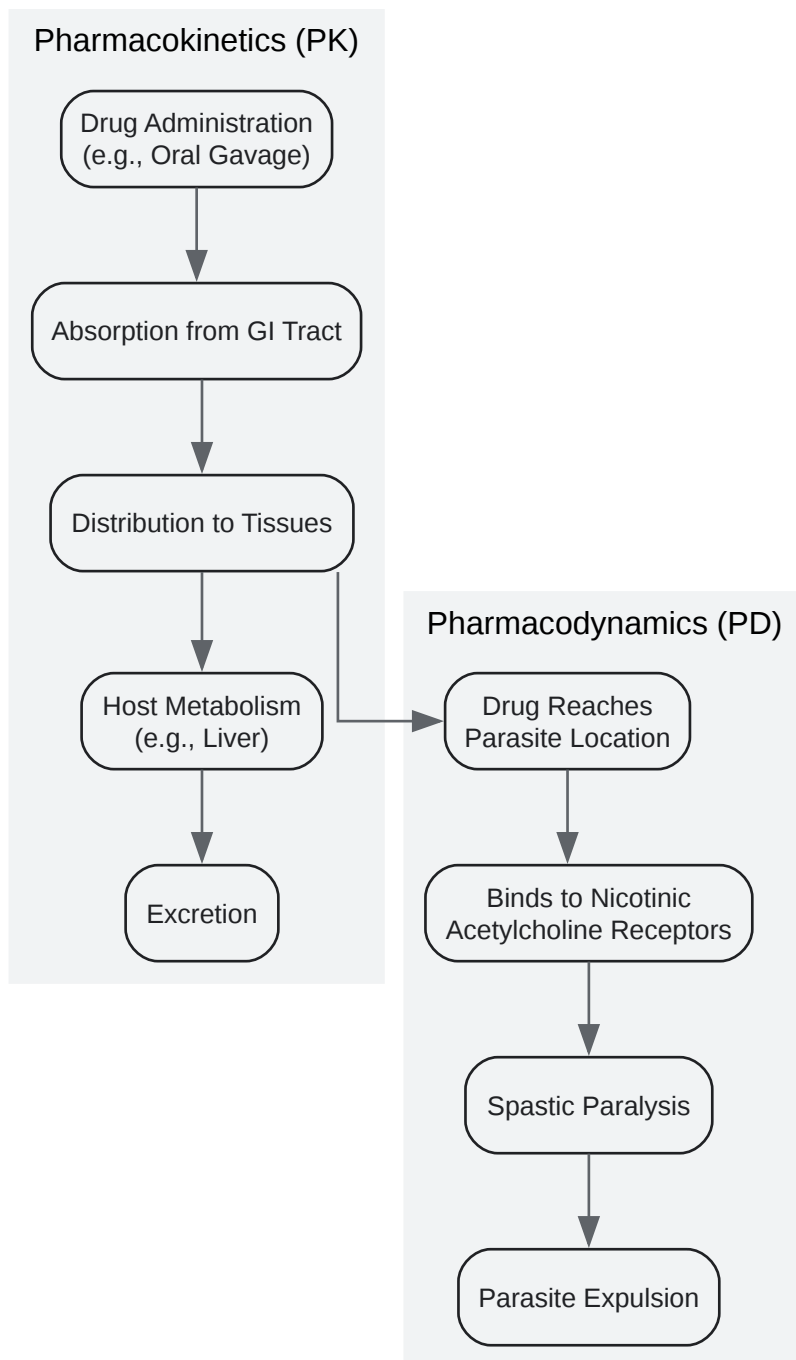 Pharmacokinetics (PK)
Drug Administration
(e.g., Oral Gavage)
Absorption from GI Tract
Distribution to Tissues
Host Metabolism
(e.g., Liver)
Excretion
Pharmacodynamics (PD)
Drug Reaches
Parasite Location
Binds to Nicotinic
Acetylcholine Receptors
Spastic Paralysis
Parasite Expulsion